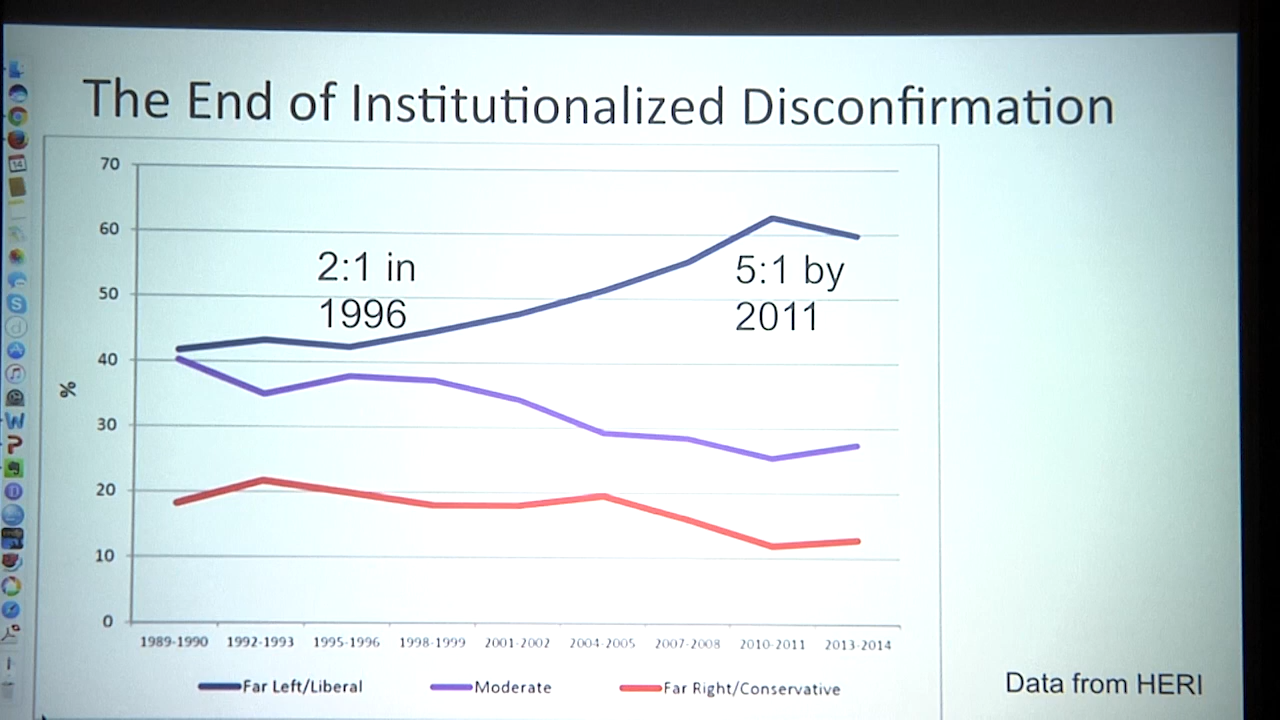 The End of Institutionalized Disconfirmation
70
60
50
40
30
20
10
0
%
2:1 in
1996
5:1 by
2011
1989-1990 1992-1993 1995-1996 1998-1999 2001-2002 2004-2005 2007-2008 2010-2011 2013-2014
Far Left/Liberal Moderate Far Right/Conservative
Data from HERI
14
S
W
P